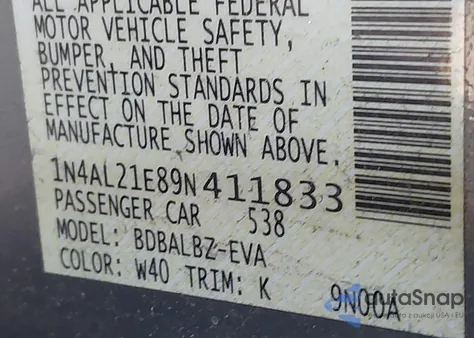 ALL APPLICABLE FEDERAL
MOTOR VEHICLE SAFETY,
BUMPER, AND THEFT
PREVENTION STANDARDS IN
EFFECT ON THE DATE OF
MANUFACTURE SHOWN ABOVE.
1N4AL21E89N411833
PASSENGER CAR 538
MODEL: BDBALBZ-EVA
COLOR: W40 TRIM: K 9N00A
AutaSnap